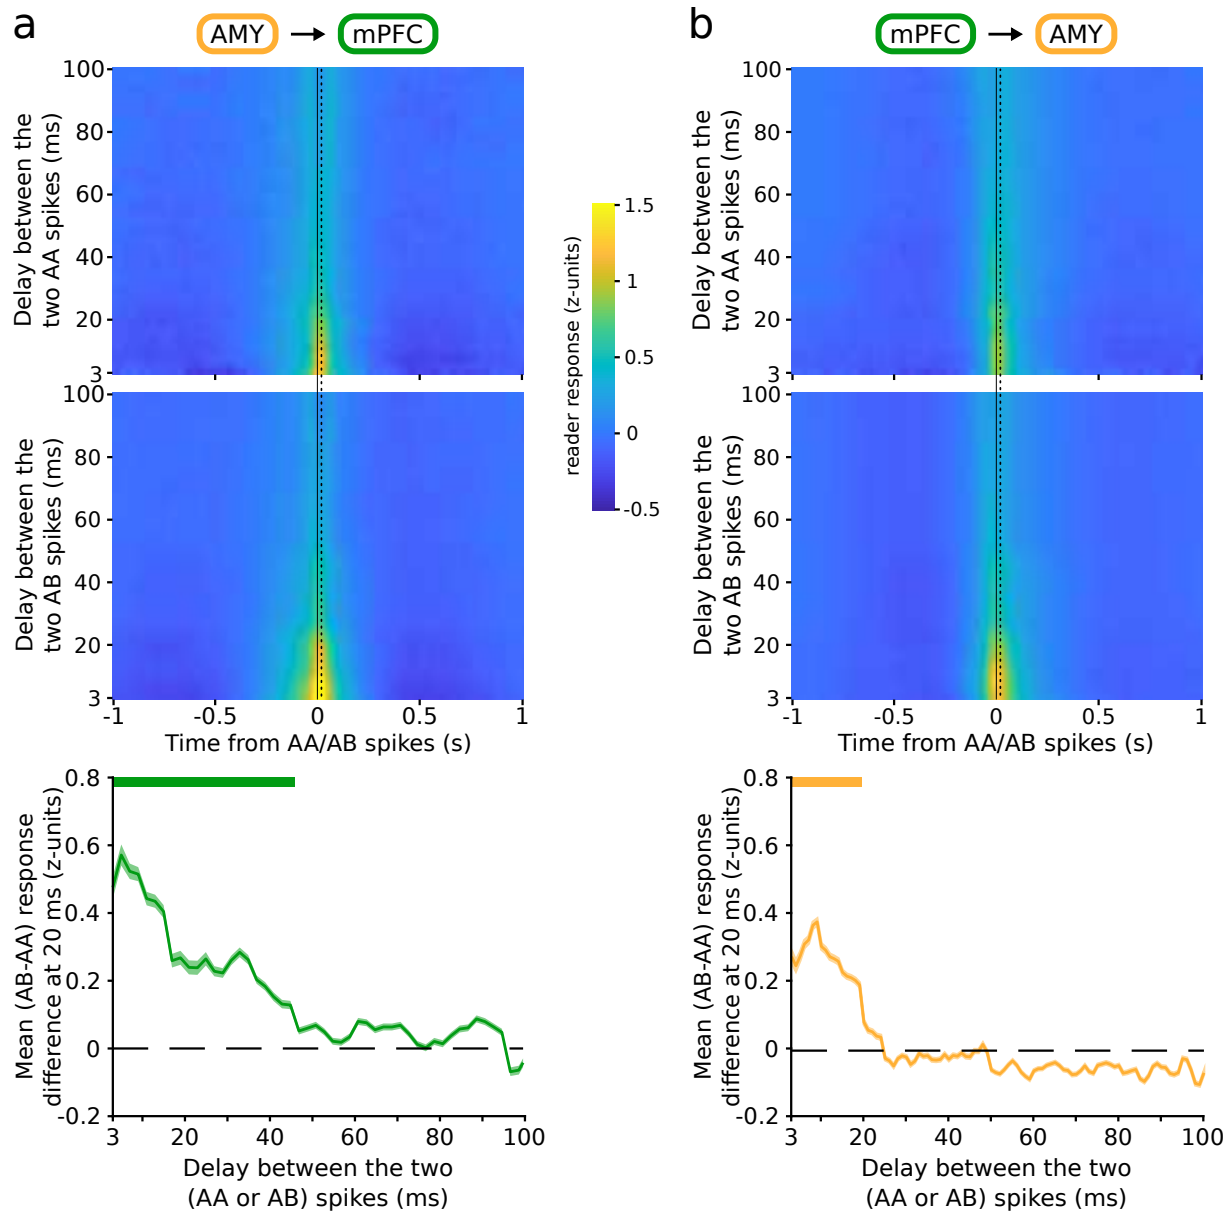 a
AMY → mPFC
100
80
60
40
20
3
Delay between the
two AA spikes (ms)
100
80
60
40
20
3
Delay between the
two AB spikes (ms)
-1 -0.5 0 0.5 1
Time from AA/AB spikes (s)
1.5
1
0.5
0
-0.5
reader response (z-units)
0.8
0.6
0.4
0.2
0
-0.2
Mean (AB-AA) response
difference at 20 ms (z-units)
3 20 40 60 80 100
Delay between the two
(AA or AB) spikes (ms)
b
mPFC → AMY
100
80
60
40
20
3
Delay between the
two AA spikes (ms)
100
80
60
40
20
3
Delay between the
two AB spikes (ms)
-1 -0.5 0 0.5 1
Time from AA/AB spikes (s)
0.8
0.6
0.4
0.2
0
-0.2
Mean (AB-AA) response
difference at 20 ms (z-units)
3 20 40 60 80 100
Delay between the two
(AA or AB) spikes (ms)